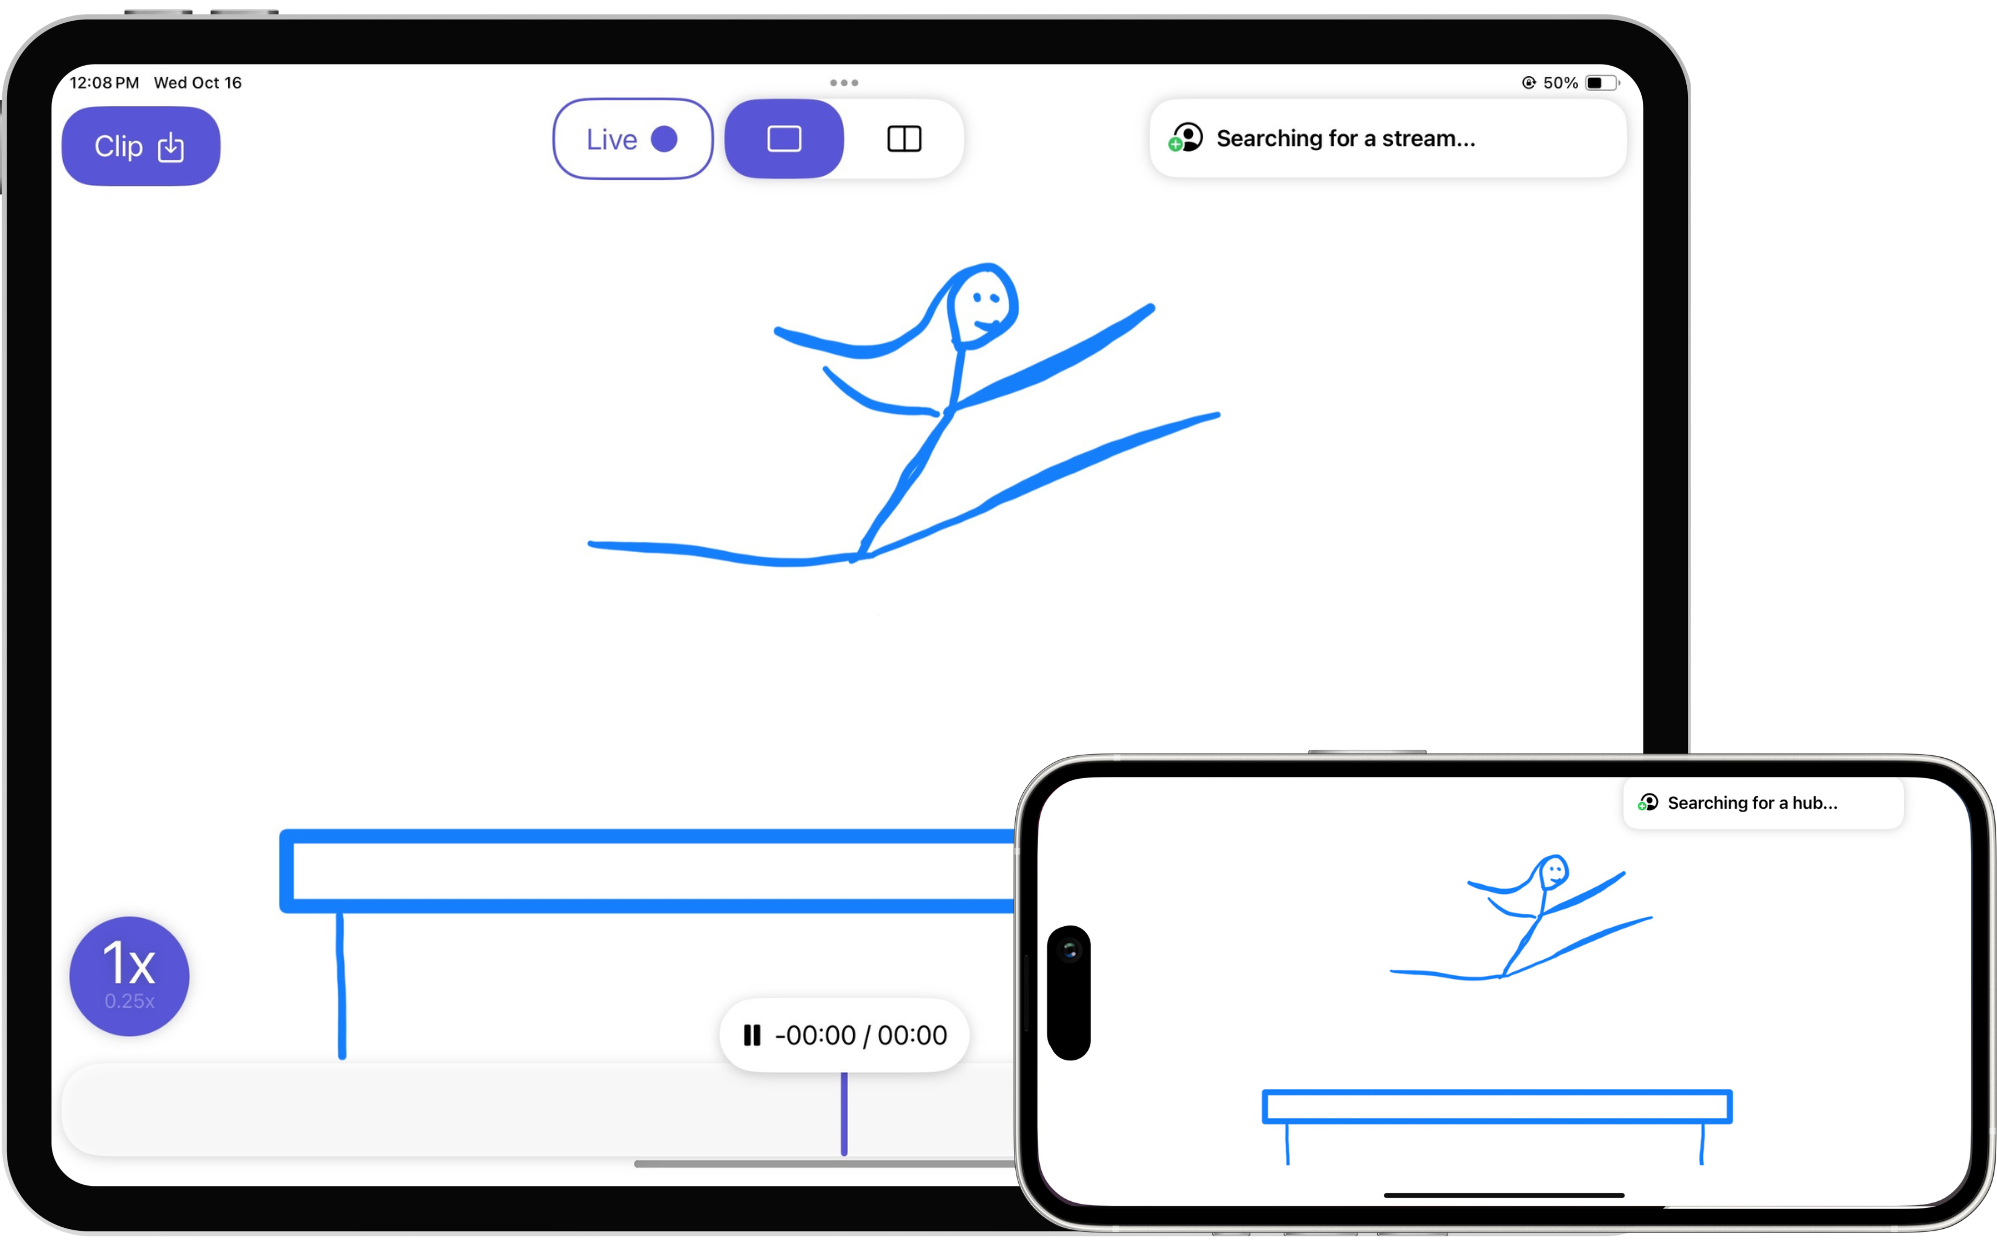 12:08 PM Wed Oct 16
50%
Clip
Live
Searching for a stream...
1x
0.25x
-00:00 / 00:00
Searching for a hub...